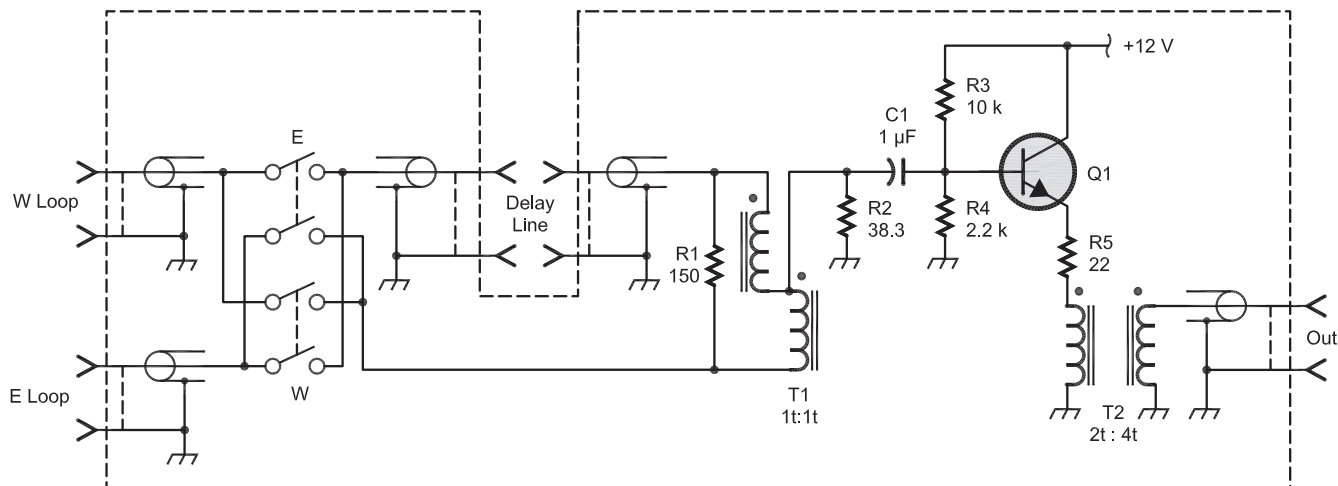 W Loop
E
Delay
Line
E Loop
W
R1
150
T1
1t:1t
R2
38.3
C1
1 µF
R3
10 k
R4
2.2 k
+12 V
Q1
R5
22
T2
2t : 4t
Out